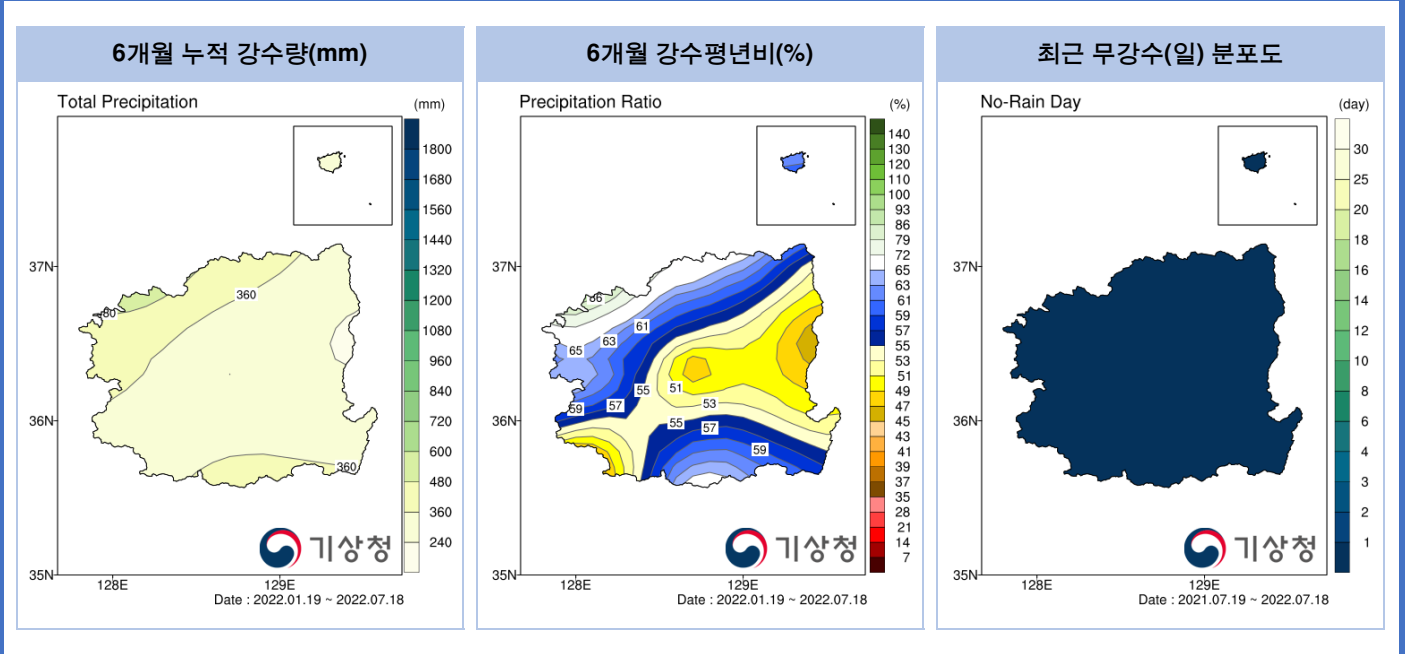 6개월 누적 강수량(mm)
Total Precipitation
(mm)
1800
1680
1560
1440
1320
1200
1080
960
840
720
600
480
360
240
37N
36N
35N
128E
129E
80
360
360
기상청
Date : 2022.01.19 ~ 2022.07.18
6개월 강수평년비(%)
Precipitation Ratio
(%)
140
130
120
110
100
93
86
79
72
65
63
61
59
57
55
53
51
49
47
45
43
41
39
37
35
28
21
14
7
37N
36N
35N
128E
129E
86
61
63
65
55
51
59
57
53
55
57
59
기상청
Date : 2022.01.19 ~ 2022.07.18
최근 무강수(일) 분포도
No-Rain Day
(day)
30
25
20
18
16
14
12
10
8
6
4
3
2
1
37N
36N
35N
128E
129E
기상청
Date : 2021.07.19 ~ 2022.07.18